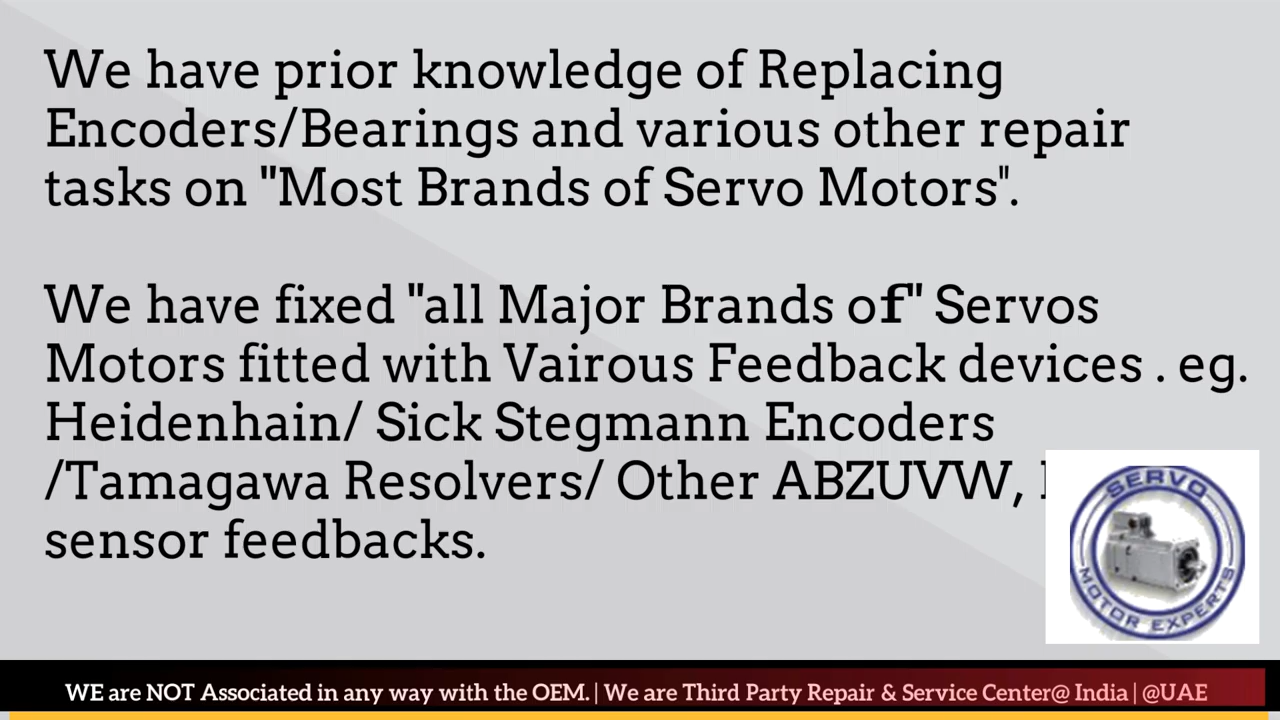 We have prior knowledge of Replacing
Encoders/Bearings and various other repair
tasks on "Most Brands of Servo Motors".
We have fixed "all Major Brands of" Servos
Motors fitted with Vairous Feedback devices . eg.
Heidenhain/ Sick Stegmann Encoders
/Tamagawa Resolvers/ Other ABZUVW,
sensor feedbacks.
SERVO
MOTOR EXPERTS
WE are NOT Associated in any way with the OEM. | We are Third Party Repair & Service Center@ India | @UAE